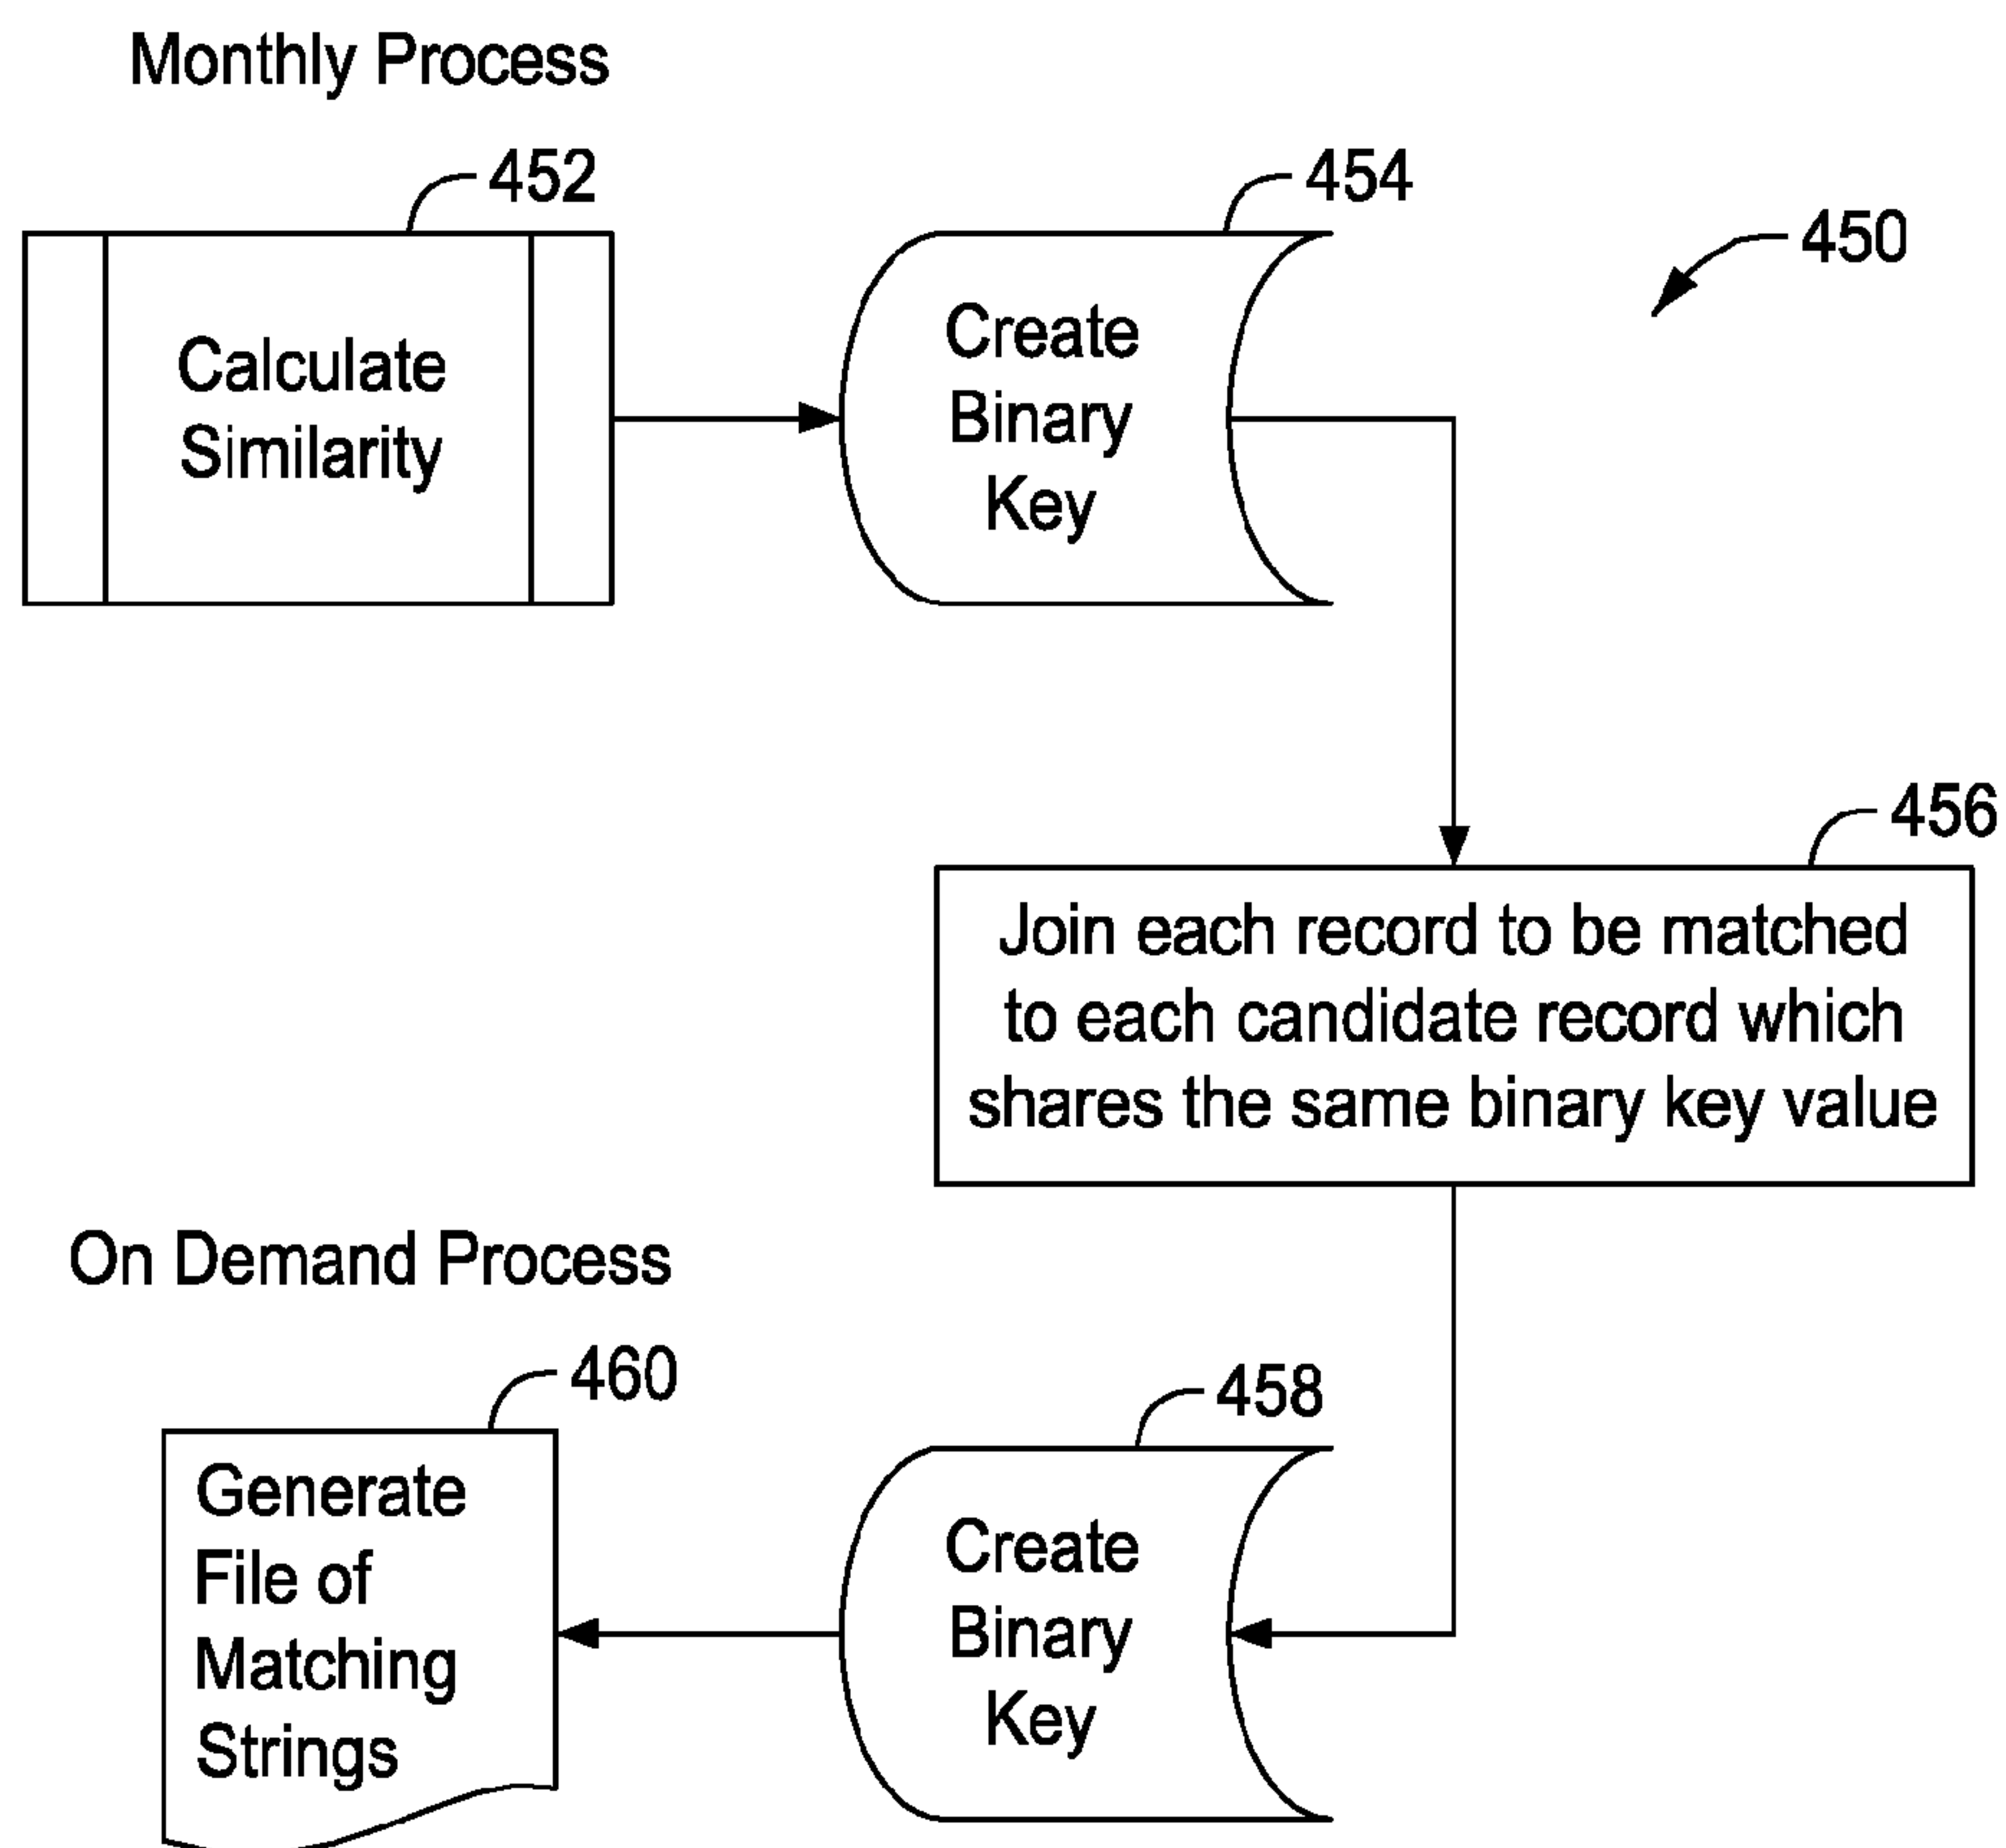 Monthly Process
452
454
450
Calculate
Similarity
Create
Binary
Key
456
Join each record to be matched
to each candidate record which
shares the same binary key value
On Demand Process
460
458
Generate
File of
Matching
Strings
Create
Binary
Key